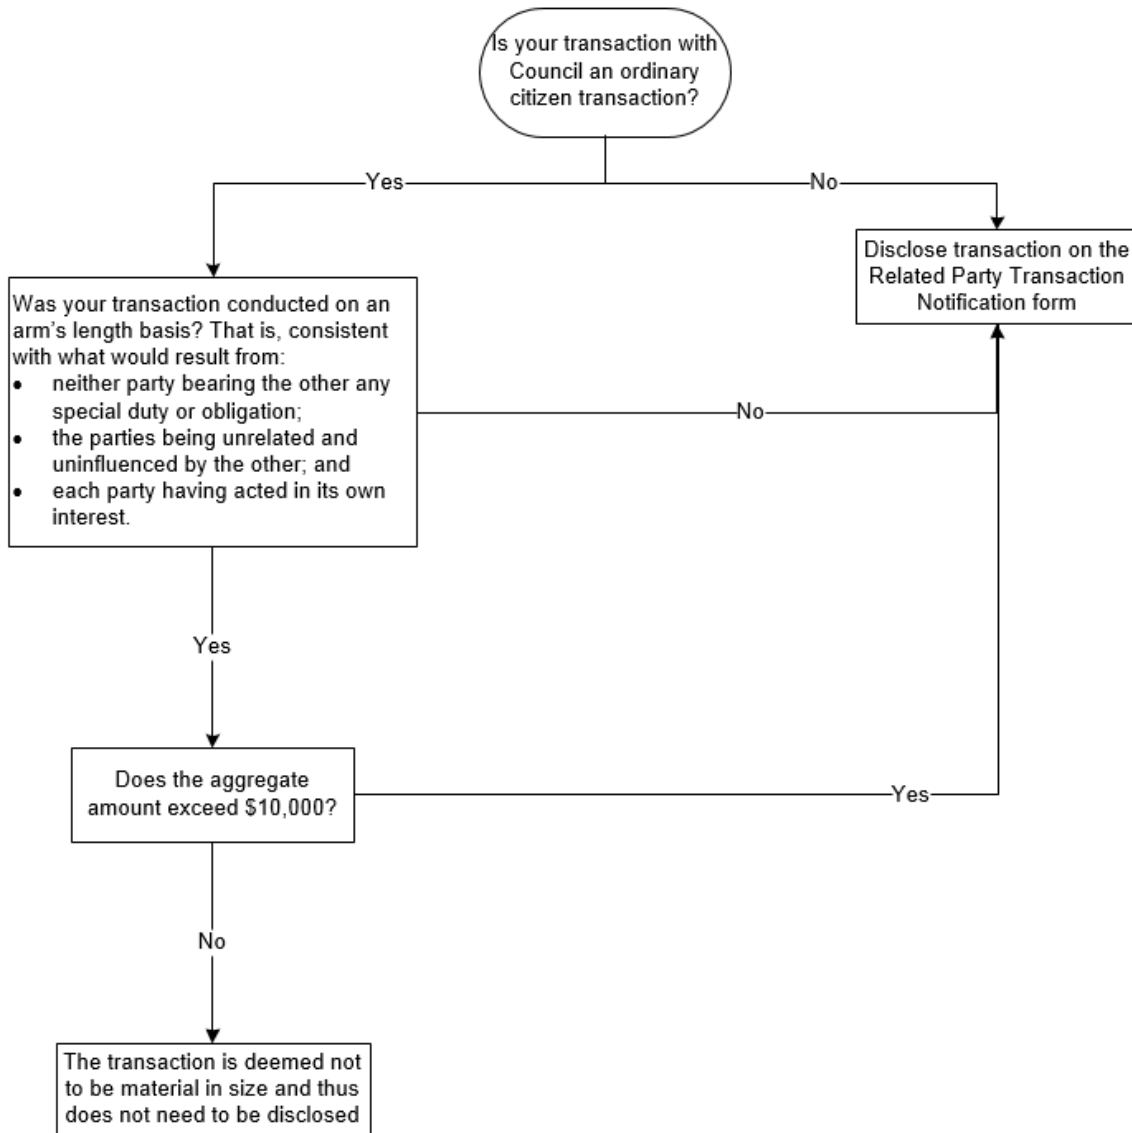 Is your transaction with
Council an ordinary
citizen transaction?
Yes
No
Disclose transaction on the
Related Party Transaction
Notification form
Was your transaction conducted on an
arm's length basis? That is, consistent
with what would result from:
• neither party bearing the other any
special duty or obligation;
• the parties being unrelated and
uninfluenced by the other; and
• each party having acted in its own
interest.
No
Yes
Does the aggregate
amount exceed $10,000?
Yes
No
The transaction is deemed not
to be material in size and thus
does not need to be disclosed